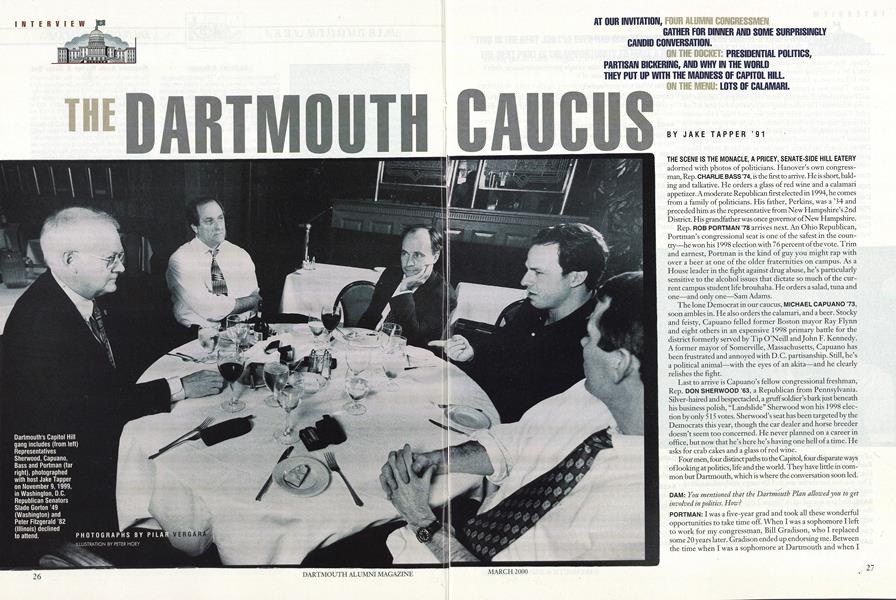 INTERVIEW
AT OUR INVITATION, FOUR ALUMNI CONGRESSMEN
GATHER FOR DINNER AND SOME SURPRISINGLY
CANDID CONVERSATION.
ON THE DOCKET: PRESIDENTIAL POLITICS,
PARTISAN BICKERING, AND WHY IN THE WORLD
THEY PUT UP WITH THE MADNESS OF CAPITOL HILL.
ON THE MENU: LOTS OF CALAMARI.
THE DARTMOUTH CAUCUS
BY JAKE TAPPER '91
Dartmouth's Capitol Hill
gang includes (from left)
Representatives
Sherwood, Capuano,
Bass and Portman (far
right), photographed
with host Jake Tapper
on November 9, 1999,
in Washington, D.C.
Republican Senators
Slade Gorton '49
(Washington) and
Peter Fitzgerald '82
(Illinois) declined
to attend.
PHOTOGRAPHS BY PILAR VERGARA
ILLUSTRATION BY PETER HOEY
THE SCENE IS THE MONACLE, A PRICEY, SENATE-SIDE HILL EATERY
adorned with photos of politicians. Hanover's own congress-
man, Rep. CHARLIE BASS '74, is the first to arrive. He is short, bald-
ing and talkative. He orders a glass of red wine and a calamari
appetizer. A moderate Republican first elected in 1994, he comes
from a family of politicians. His father, Perkins, was a '34 and
preceded him as the representative from New Hampshire's 2nd
District. His grandfather was once governor of New Hampshire.
Rep. ROB PORTMAN '78 arrives next. An Ohio Republican,
Portman's congressional seat is one of the safest in the coun-
try—he won his 1998 election with 76 percent of the vote. Trim
and earnest, Portman is the kind of guy you might rap with
over a beer at one of the older fraternities on campus. As a
House leader in the fight against drug abuse, he's particularly
sensitive to the alcohol issues that dictate so much of the cur-
rent campus student life brouhaha. He orders a salad, tuna and
one—and only one—Sam Adams.
The lone Democrat in our caucus, MICHAEL CAPUANO '73,
soon ambles in. He also orders the calamari, and a beer. Stocky
and feisty, Capuano felled former Boston mayor Ray Flynn
and eight others in an expensive 1998 primary battle for the
district formerly served by Tip O'Neill and John F. Kennedy.
A former mayor of Somerville, Massachusetts, Capuano has
been frustrated and annoyed with D.C. partisanship. Still, he's
a political animal—with the eyes of an akita—and he clearly
relishes the fight.
Last to arrive is Capuano's fellow congressional freshman,
Rep. DON SHERWOOD '63, a Republican from Pennsylvania.
Silver-haired and bespectacled, a gruff soldier's bark just beneath
his business polish, "Landslide" Sherwood won his 1998 elec-
tion by only 515 votes. Sherwood's seat has been targeted by the
Democrats this year, though the car dealer and horse breeder
doesn't seem too concerned. He never planned on a career in
office, but now that he's here he's having one hell of a time. He
asks for crab cakes and a glass of red wine.
Four men, four distinct paths to the Capitol, four disparate ways
of looking at politics, life and the world. They have little in com-
mon but Dartmouth, which is where the conversation soon led.
DAM: You mentioned that the Dartmouth Plan allowed you to get
involved in politics. How?
PORTMAN: I was a five-year grad and took all these wonderful
opportunities to take time off. When I was a sophomore I left
to work for my congressman, Bill Gradison, who I replaced
some 20 years later. Gradison ended up endorsing me. Between
the time when I was a sophomore at Dartmouth and when I
26
DARTMOUTH ALUMNI MAGAZINE
MARCH 2000
27